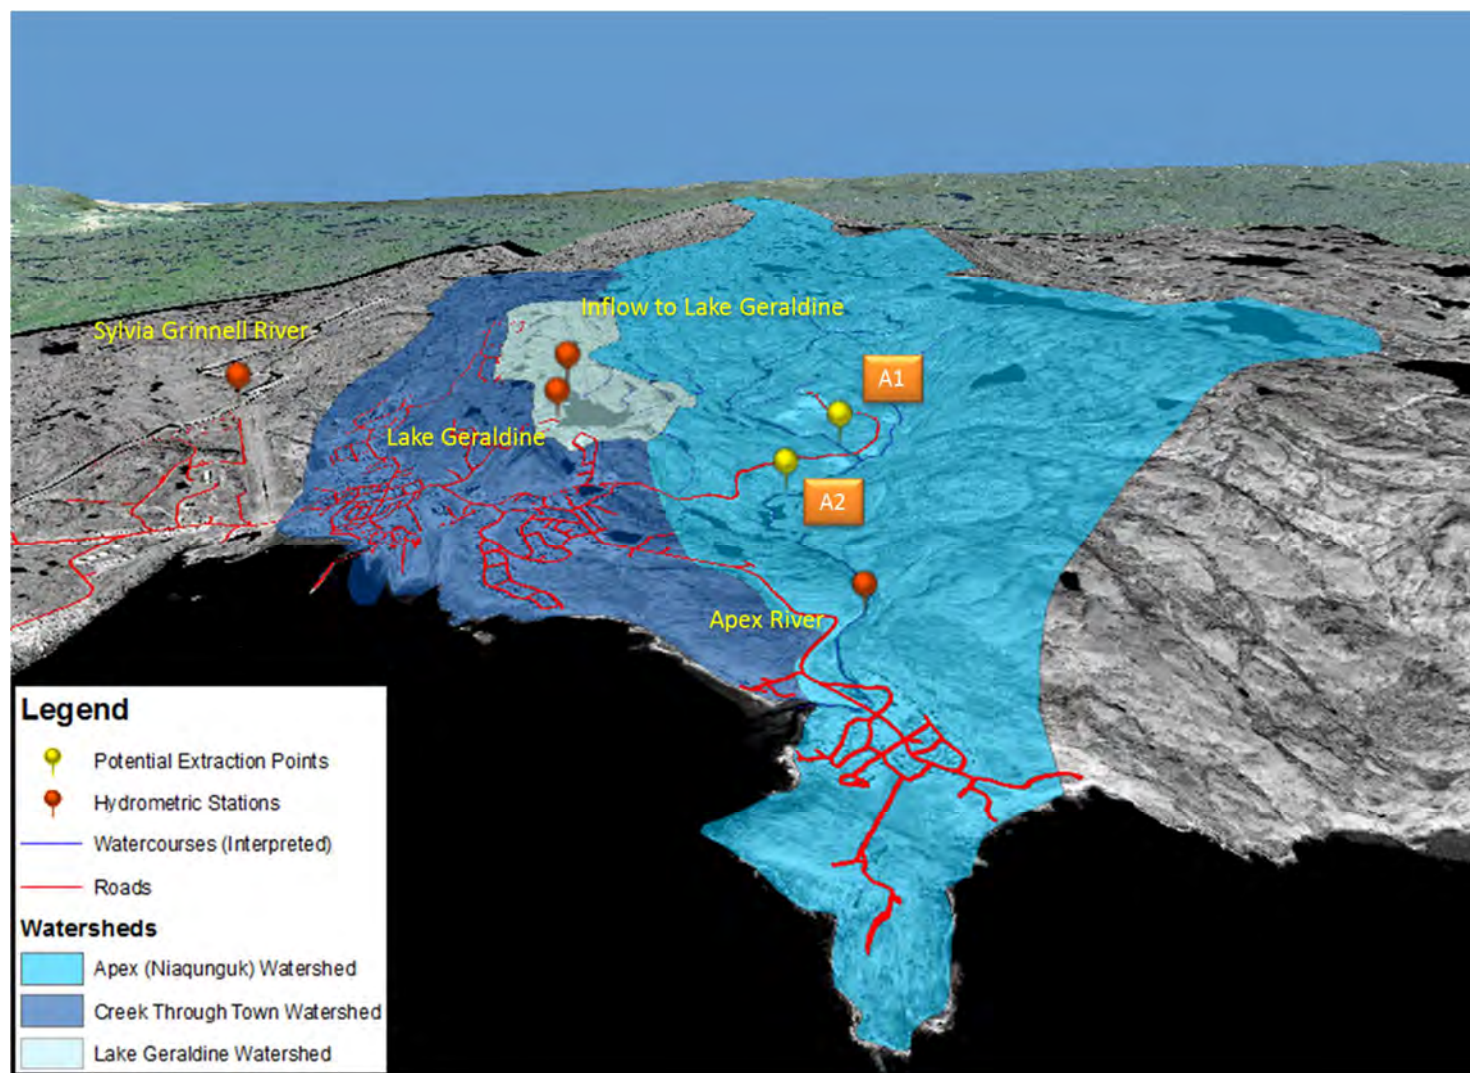 Inflow to Lake Geraldine
Sylvia Grinnell River
A1
Lake Geraldine
A2
Apex River
Legend
Potential Extraction Points
Hydrometric Stations
Watercourses (Interpreted)
Roads
Watersheds
Apex (Niaqunguk) Watershed
Creek Through Town Watershed
Lake Geraldine Watershed